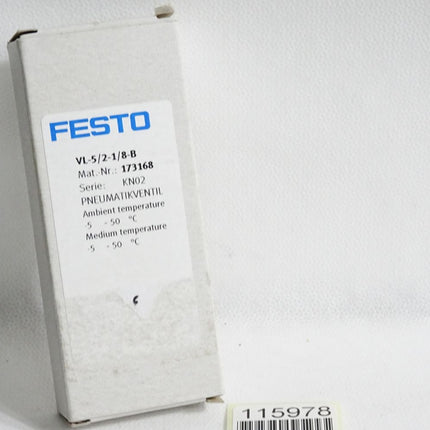 FESTO
VL-5/2-1/8-B
Mat.-Nr.: 173168
Serie: KN02
PNEUMATIKVENTIL
Ambient temperature
-5 - 50 °C
Medium temperature
-5 - 50 °C
6
115978